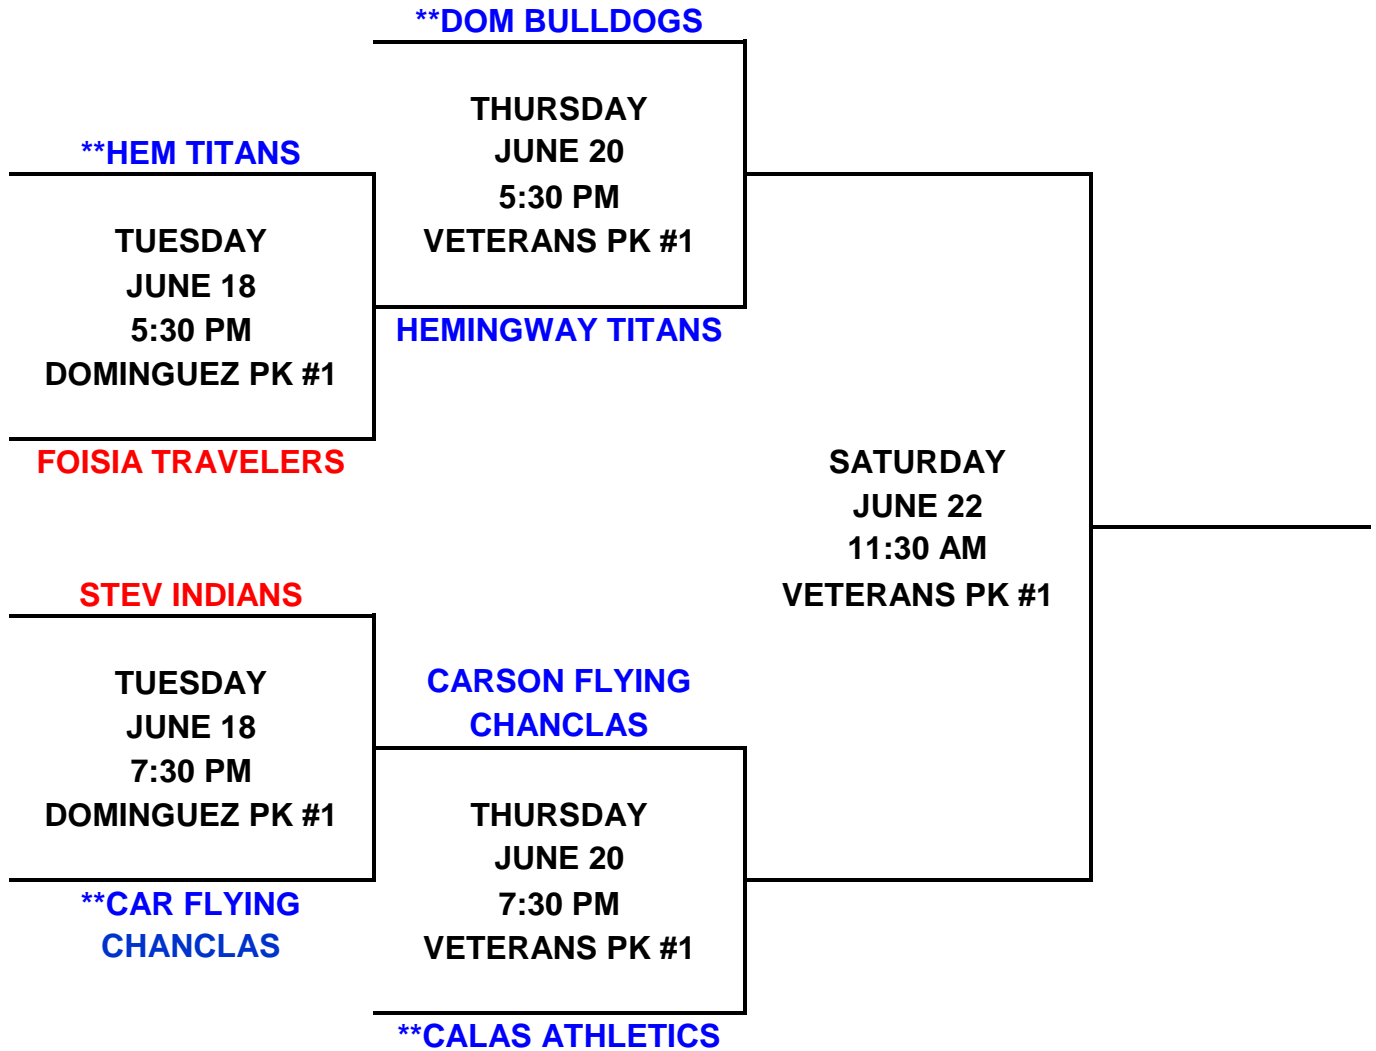 **DOM BULLDOGS
THURSDAY
JUNE 20
5:30 PM
VETERANS PK #1
**HEM TITANS
TUESDAY
JUNE 18
5:30 PM
DOMINGUEZ PK #1
HEMINGWAY TITANS
FOISIA TRAVELERS
SATURDAY
JUNE 22
11:30 AM
VETERANS PK #1
STEV INDIANS
TUESDAY
JUNE 18
7:30 PM
DOMINGUEZ PK #1
CARSON FLYING
CHANCLAS
**CAR FLYING
CHANCLAS
THURSDAY
JUNE 20
7:30 PM
VETERANS PK #1
**CALAS ATHLETICS